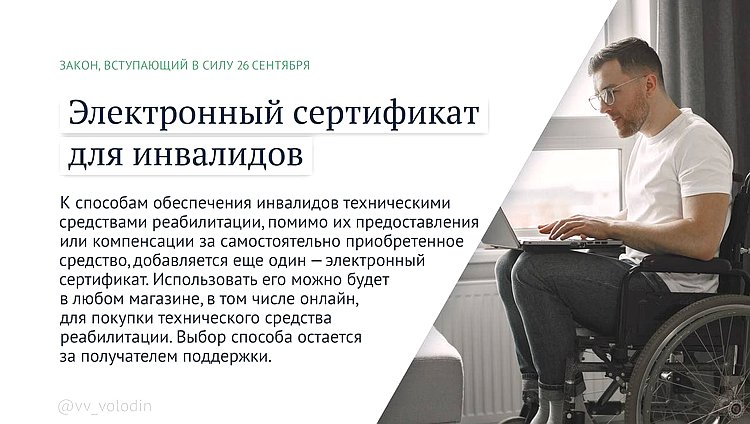 ЗАКОН, ВСТУПАЮЩИЙ В СИЛУ 26 СЕНТЯБРЯ
Электронный сертификат
для инвалидов
К способам обеспечения инвалидов техническими
средствами реабилитации, помимо их предоставления
или компенсации за самостоятельно приобретенное
средство, добавляется еще один — электронный
сертификат. Использовать его можно будет
в любом магазине, в том числе онлайн,
для покупки технического средства
реабилитации. Выбор способа остается
за получателем поддержки.
@vv_volodin